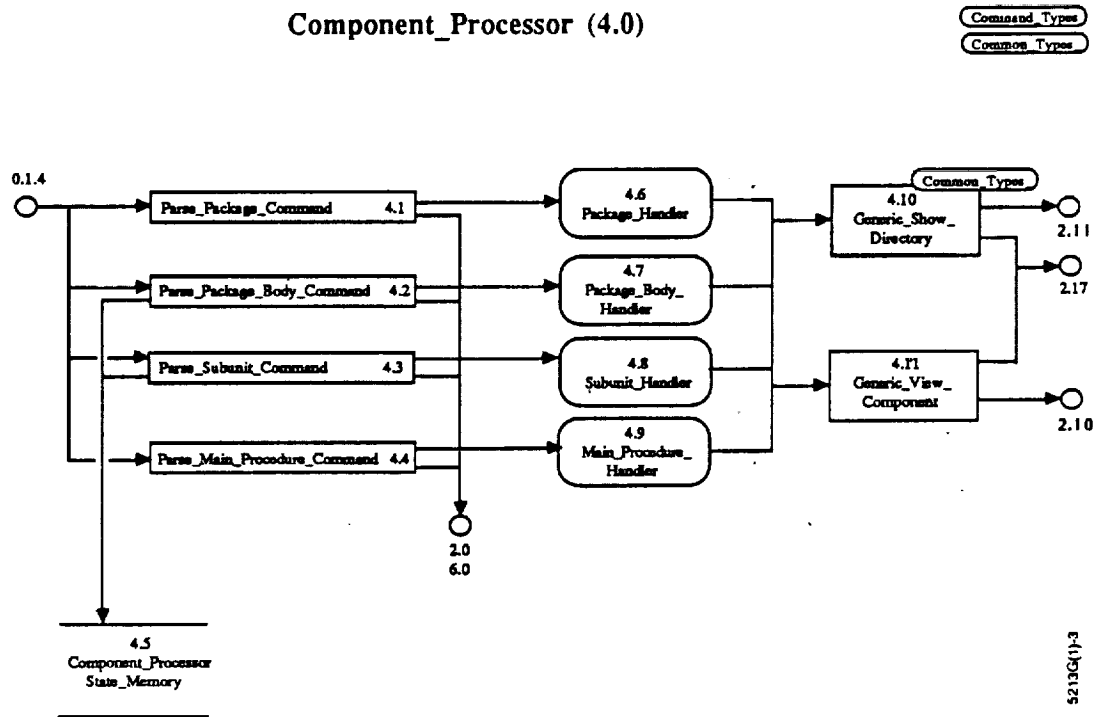 Component_Processor (4.0)
Command_Types
Common_Types
0.1.4
Parse_Package_Command 4.1
4.6
Package_Handler
Common_Types
4.10
Generic_Show_
Directory
2.11
Parse_Package_Body_Command 4.2
4.7
Package_Body_
Handler
2.17
Parse_Subunit_Command 4.3
4.8
Subunit_Handler
4.11
Generic_View_
Component
2.10
Parse_Main_Procedure_Command 4.4
4.9
Main_Procedure_
Handler
2.0
6.0
4.5
Component_Processor
State_Memory
5213G(1)-3